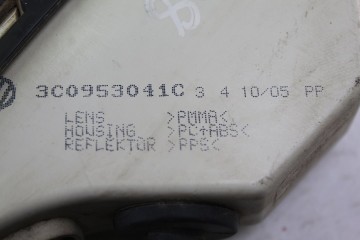 3C0953041C 3 4 10/05 PP
LENS >PMMA<.
HOUSING >PC+ABS<
REFLEKTOR >PPS<